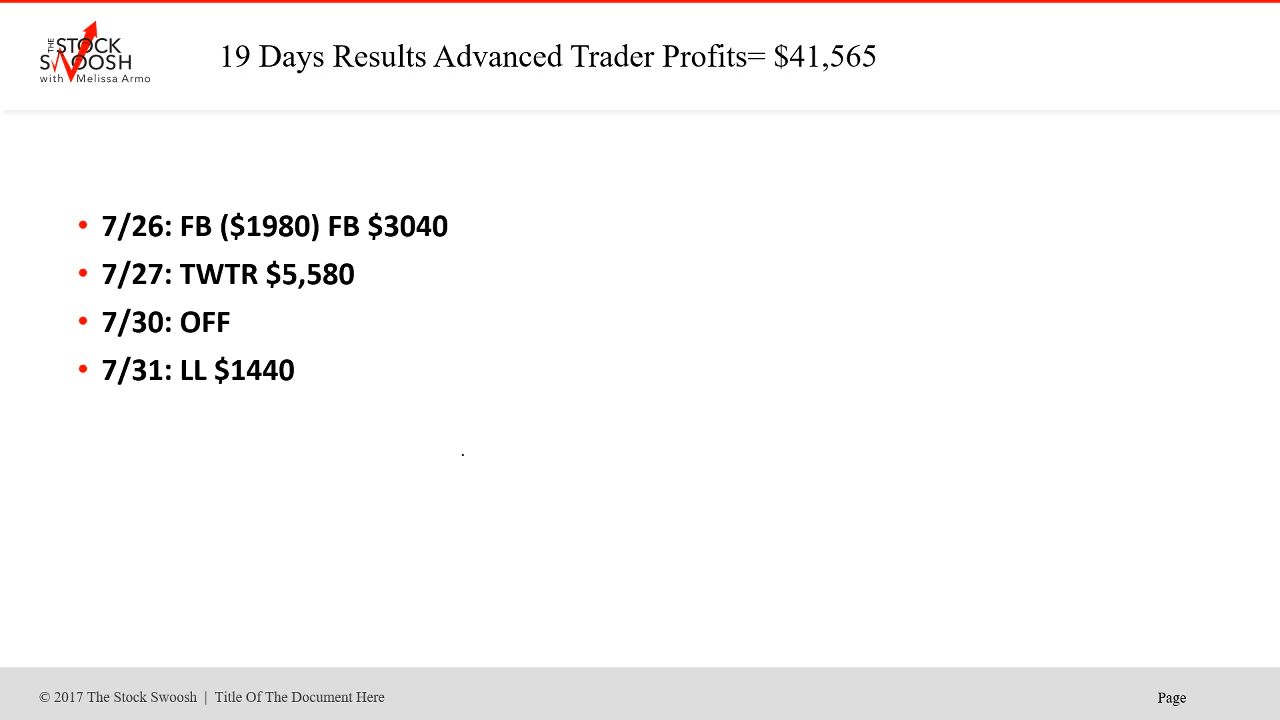 THE STOCK
SWOOSH
with Melissa Armo
19 Days Results Advanced Trader Profits= $41,565
• 7/26: FB ($1980) FB $3040
• 7/27: TWTR $5,580
• 7/30: OFF
• 7/31: LL $1440
.
© 2017 The Stock Swoosh | Title Of The Document Here
Page